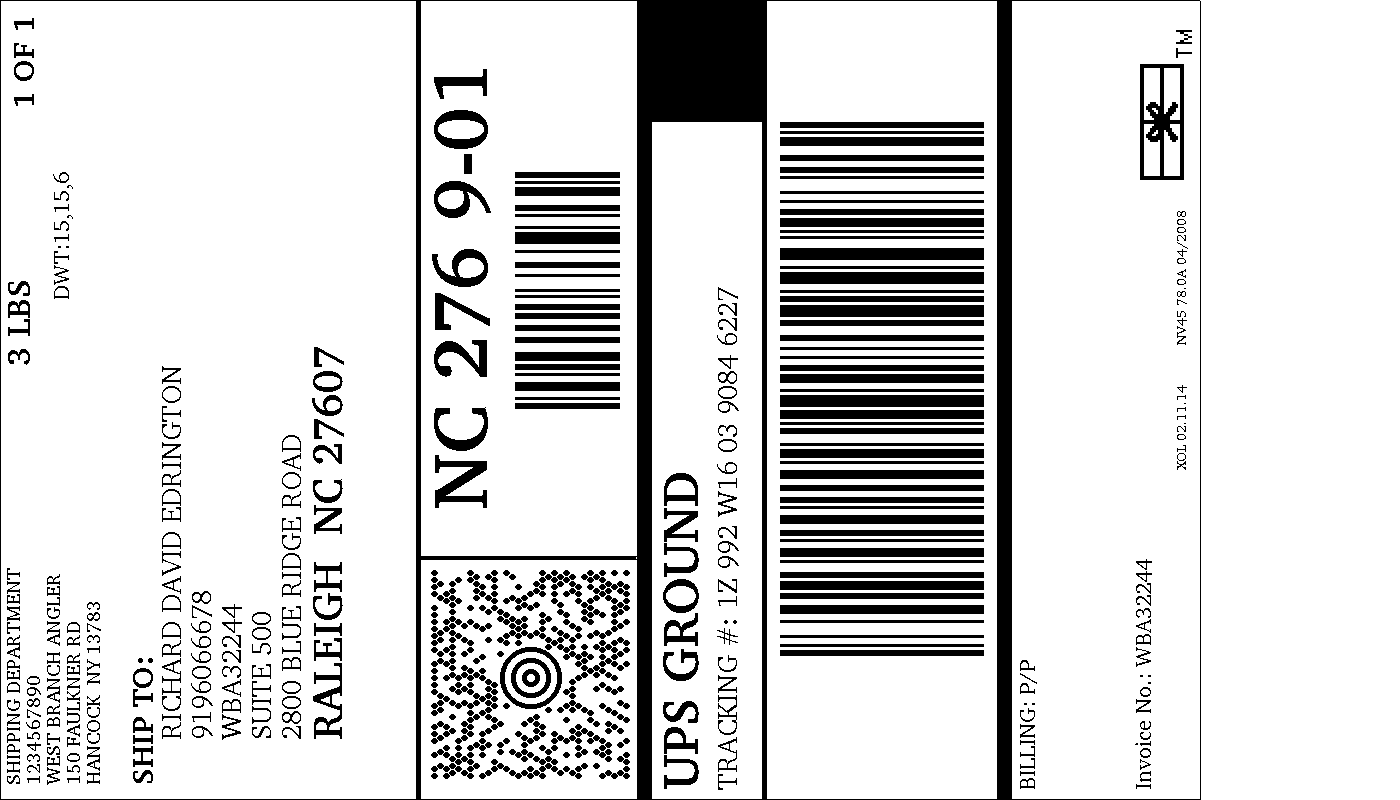 SHIPPING DEPARTMENT
1234567890
WEST BRANCH ANGLER
150 FAULKNER RD
HANCOCK NY 13783
3 LBS
1 OF 1
DWT:15,15,6
SHIP TO:
RICHARD DAVID EDRINGTON
9196066678
WBA32244
SUITE 500
2800 BLUE RIDGE ROAD
RALEIGH NC 27607
NC 276 9-01
UPS GROUND
TRACKING #: 1Z 992 W16 03 9084 6227
BILLING: P/P
Invoice No.: WBA32244
XOL 02.11.14
NV45 78.0A 04/2008
TM